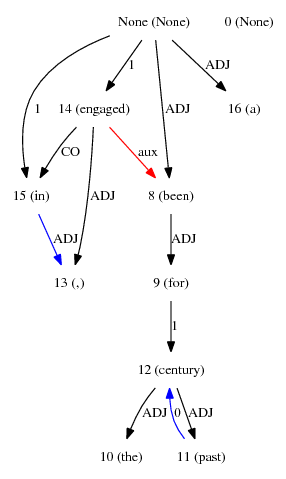 None (None) 0 (None)
1 ADJ
1 14 (engaged) ADJ 16 (a)
CO aux
15 (in) ADJ 8 (been)
ADJ ADJ
13 (,) 9 (for)
1
12 (century)
ADJ 0 ADJ
10 (the) 11 (past)